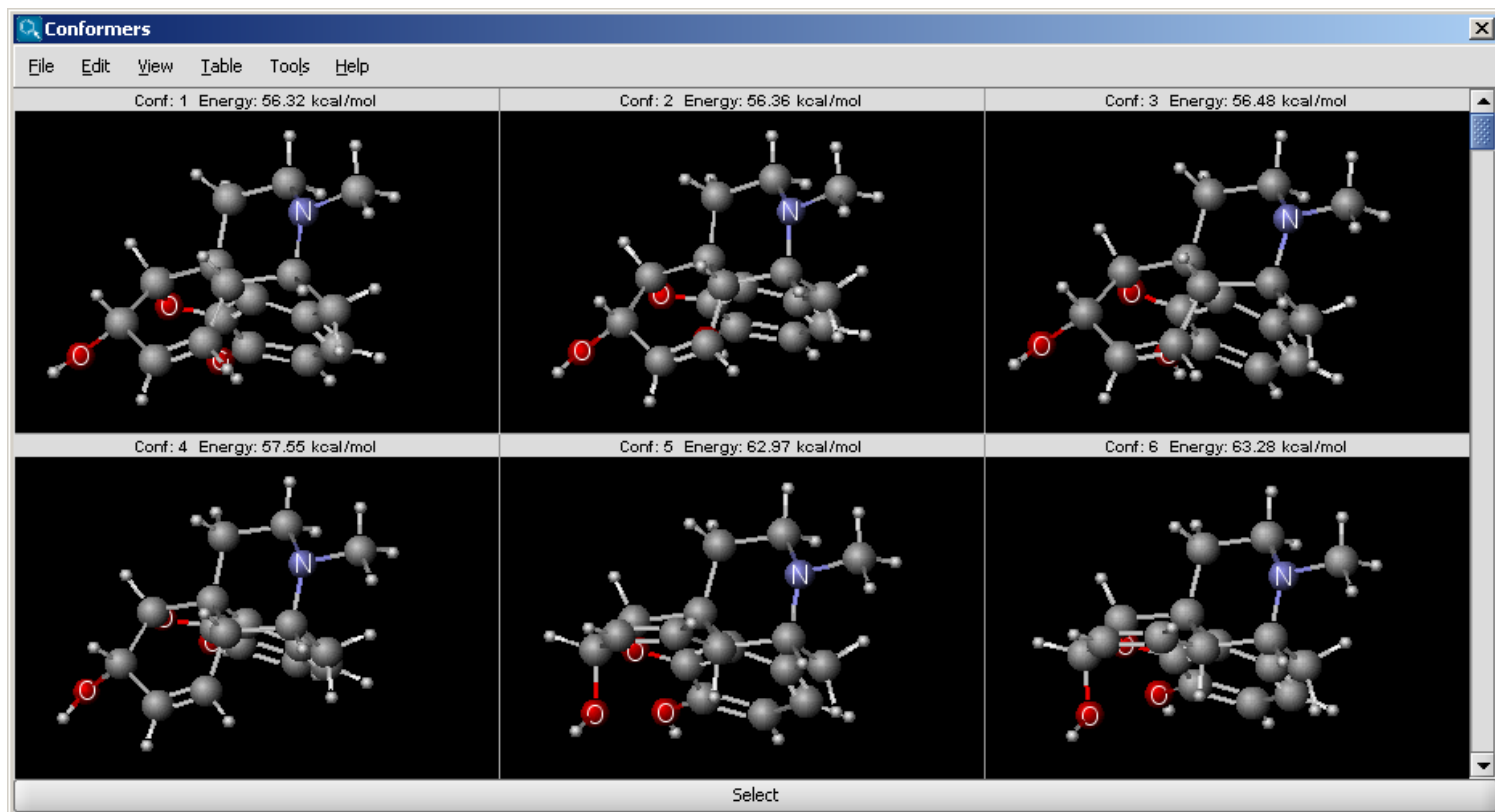 Conformers
File Edit View Table Tools Help
Conf: 1 Energy: 56.32 kcal/mol
Conf: 2 Energy: 56.36 kcal/mol
Conf: 3 Energy: 56.48 kcal/mol
N
O
O
O
N
O
O
O
N
O
O
O
Conf: 4 Energy: 57.55 kcal/mol
Conf: 5 Energy: 62.97 kcal/mol
Conf: 6 Energy: 63.28 kcal/mol
N
O
O
O
N
O
O
O
N
O
O
O
Select